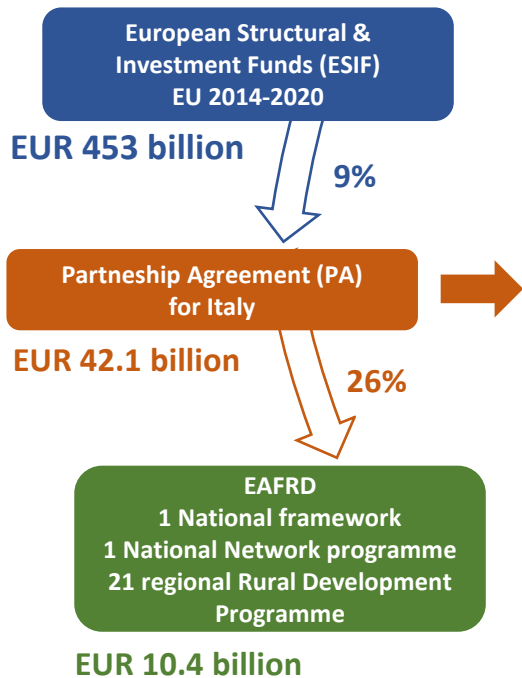 European Structural &
Investment Funds (ESIF)
EU 2014-2020
EUR 453 billion
9%
Partneship Agreement (PA)
for Italy
EUR 42.1 billion
26%
EAFRD
1 National framework
1 National Network programme
21 regional Rural Development
Programme
EUR 10.4 billion